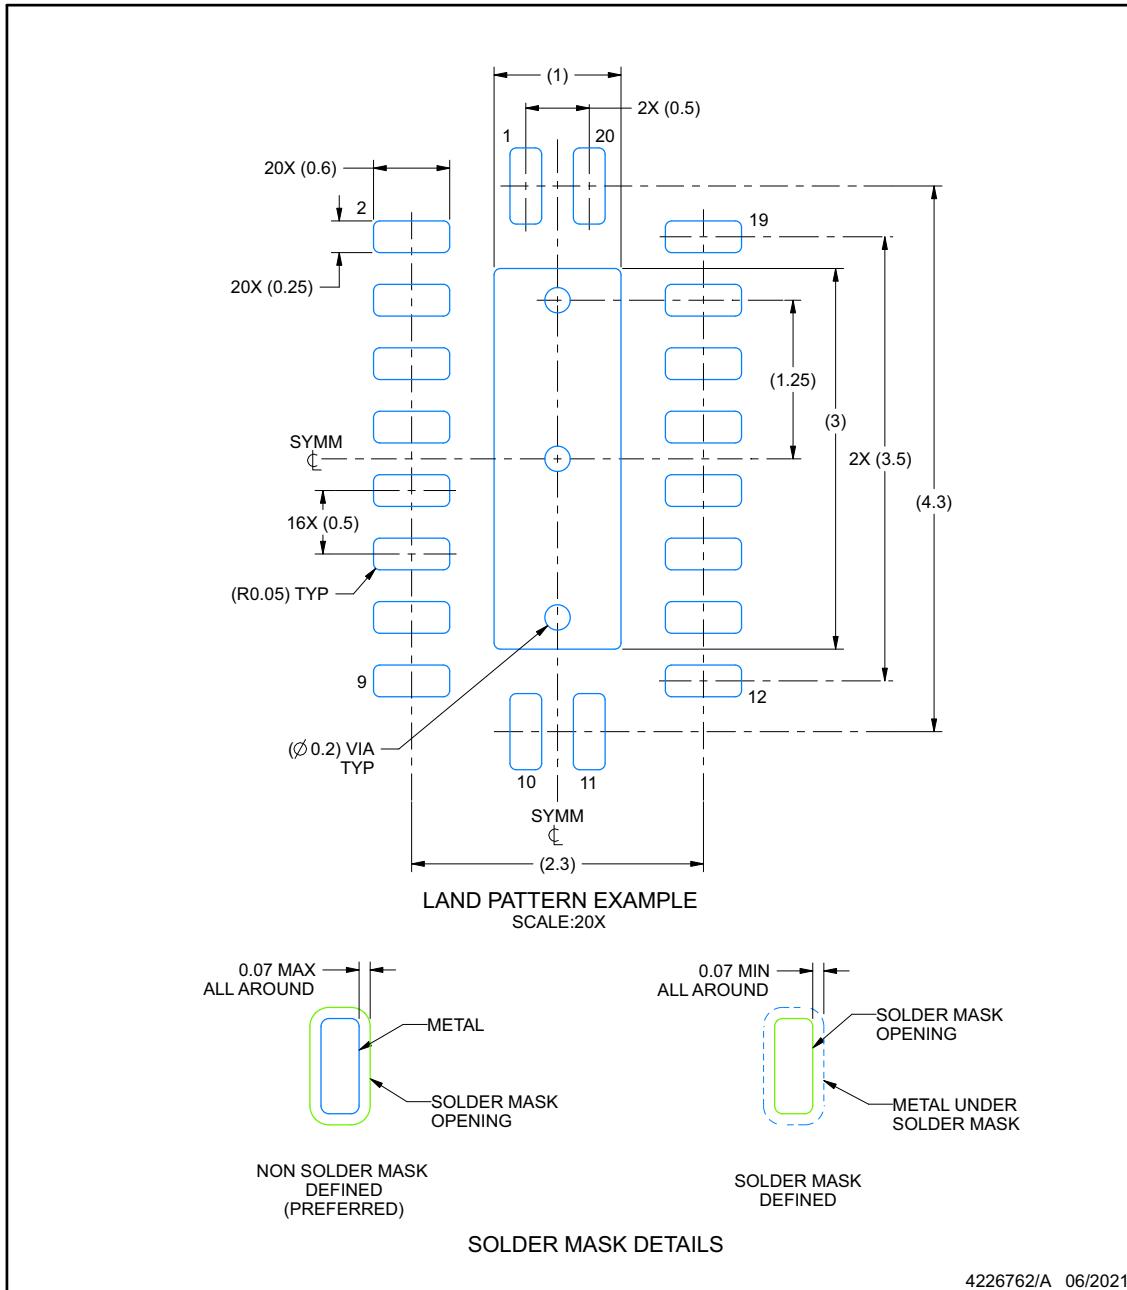 (1)
2X (0.5)
1
20
20X (0.6)
2
19
20X (0.25)
(1.25)
(3)
SYMM
℄
2X (3.5)
(4.3)
16X (0.5)
(R0.05) TYP
9
12
(Ø 0.2) VIA
TYP
10
11
SYMM
℄
(2.3)
LAND PATTERN EXAMPLE
SCALE:20X
0.07 MAX
ALL AROUND
METAL
SOLDER MASK
OPENING
NON SOLDER MASK
DEFINED
(PREFERRED)
0.07 MIN
ALL AROUND
SOLDER MASK
OPENING
METAL UNDER
SOLDER MASK
SOLDER MASK
DEFINED
SOLDER MASK DETAILS
4226762/A 06/2021